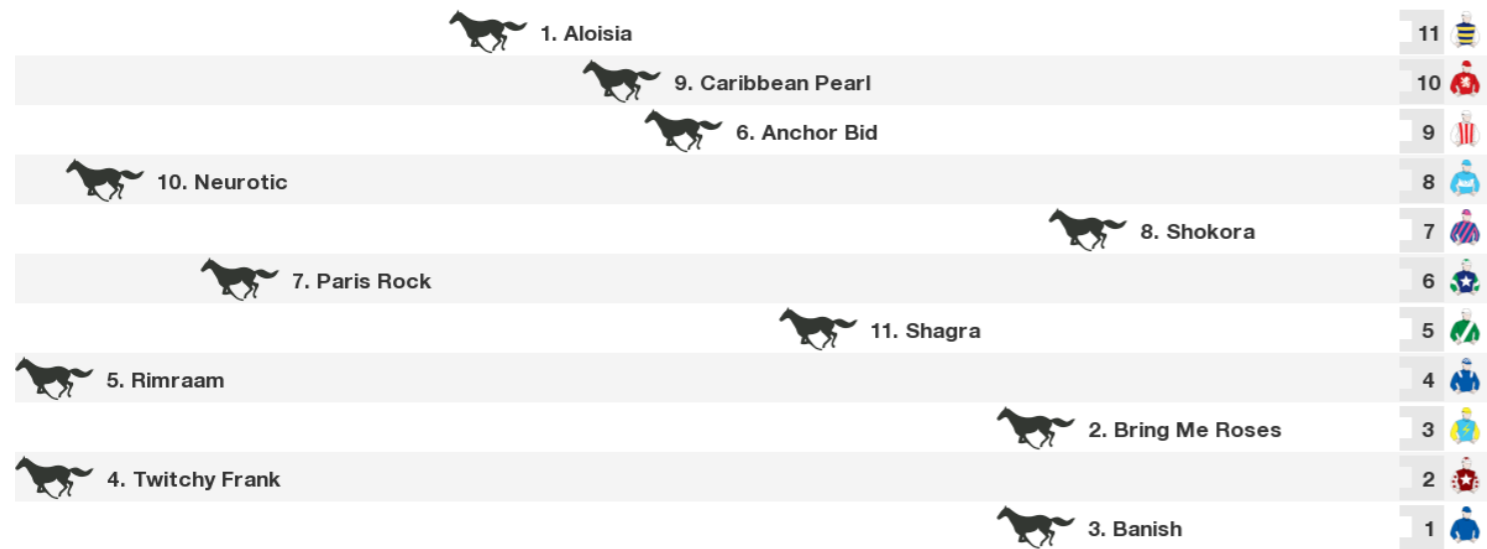 1. Aloisia 11
9. Caribbean Pearl 10
6. Anchor Bid 9
10. Neurotic 8
8. Shokora 7
7. Paris Rock 6
11. Shagra 5
5. Rimraam 4
2. Bring Me Roses 3
4. Twitchy Frank 2
3. Banish 1